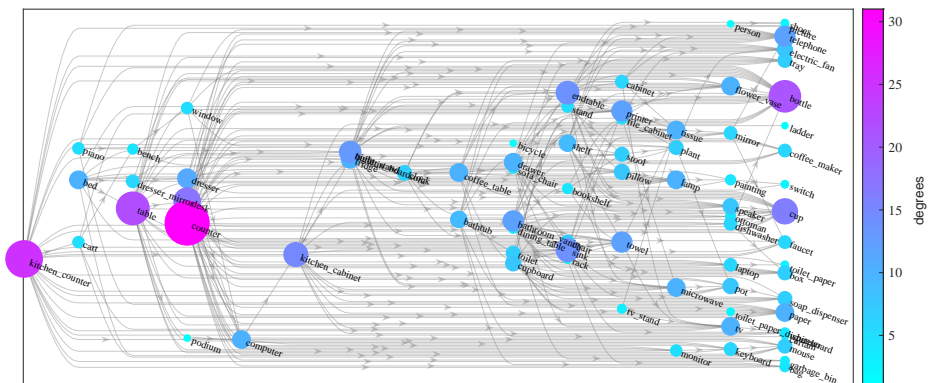 shoes
person
picture
telephone
electric_fan
tray
30
25
20
15
10
5
degrees
cabinet
flower_vase
endtable
bottle
stand
window
printer
file_cabinet
tissue
ladder
mirror
bicycle
shelf
piano
bench
plant
coffee_maker
stool
drawer
sofa_chair
bed
dresser
coffee_table
pillow
lamp
painting
switch
dresser_mirror
desk
bookshelf
table
speaker
cup
ottoman
dishwasher
bathtub
bathroom_vanity
counter
dining_table
chair
sink
towel
faucet
cart
kitchen_counter
kitchen_cabinet
toilet
cupboard
rack
laptop
toilet_paper
box
microwave
pot
soap_dispenser
tv_stand
toilet_paper_dispenser
paper
podium
computer
tv
monitor
keyboard
mouse
garbage_bin
bag